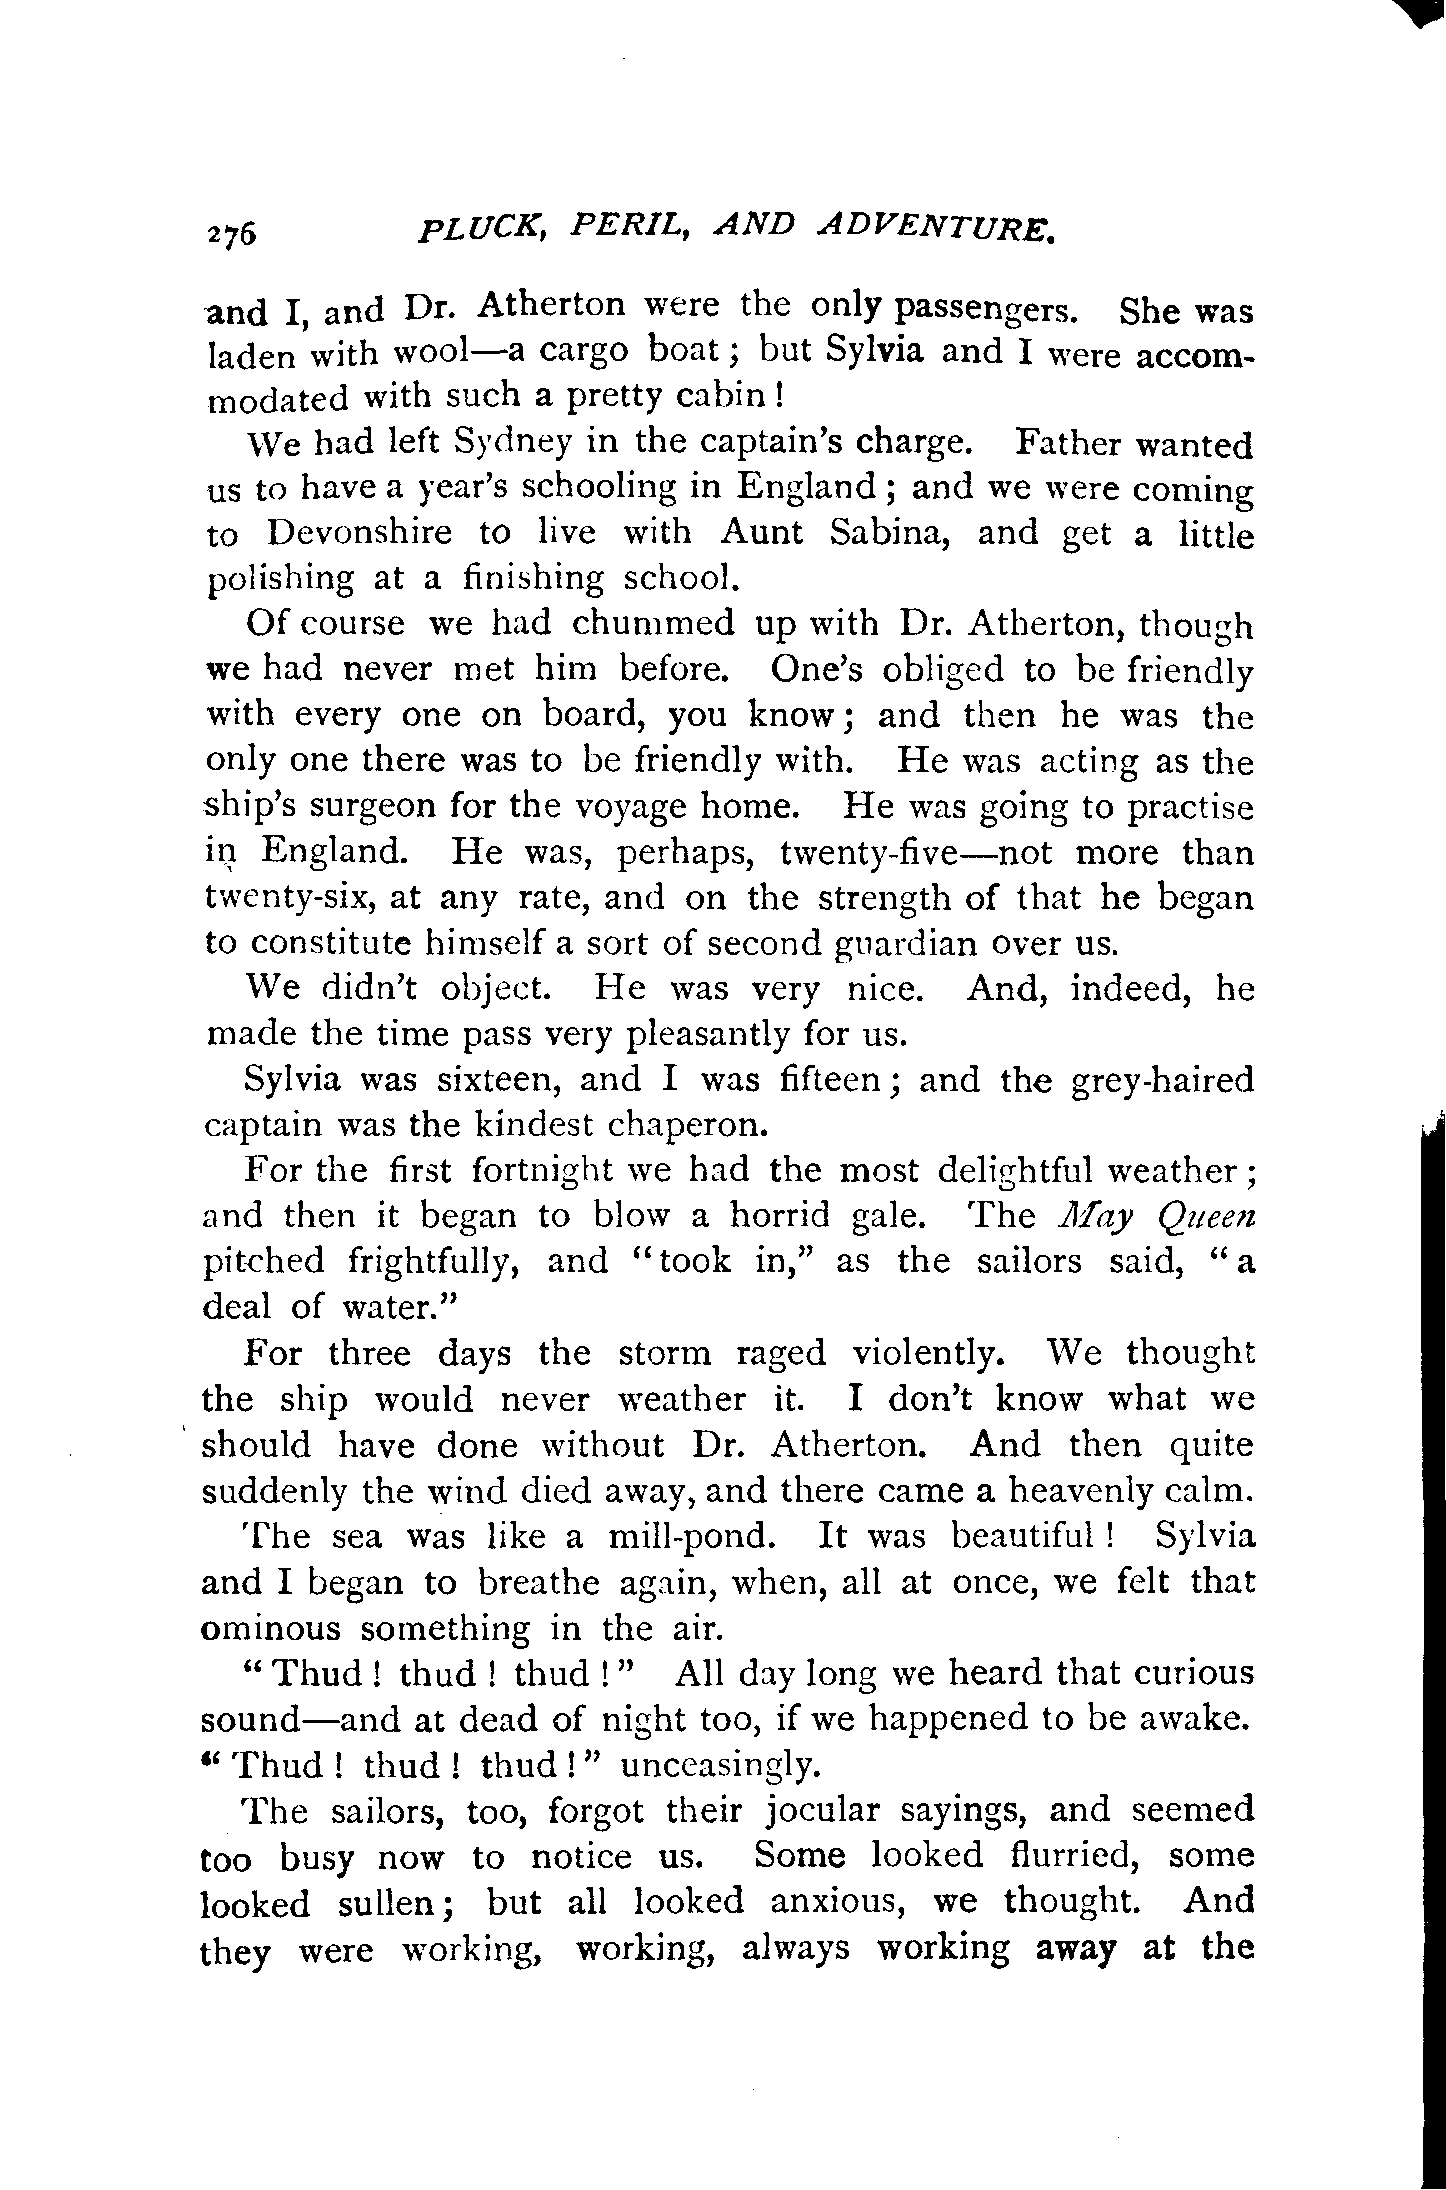 276 PLUCK, PERIL, AND ADVENTURE.
and I, and Dr. Atherton were the only passengers. She was
laden with wool—a cargo boat; but Sylvia and I were accom-
modated with such a pretty cabin!
We had left Sydney in the captain's charge. Father wanted
us to have a year's schooling in England; and we were coming
to Devonshire to live with Aunt Sabina, and get a little
polishing at a finishing school.
Of course we had chummed up with Dr. Atherton, though
we had never met him before. One's obliged to be friendly
with every one on board, you know; and then he was the
only one there was to be friendly with. He was acting as the
ship's surgeon for the voyage home. He was going to practise
in England. He was, perhaps, twenty-five—not more than
twenty-six, at any rate, and on the strength of that he began
to constitute himself a sort of second guardian over us.
We didn't object. He was very nice. And, indeed, he
made the time pass very pleasantly for us.
Sylvia was sixteen, and I was fifteen; and the grey-haired
captain was the kindest chaperon.
For the first fortnight we had the most delightful weather;
and then it began to blow a horrid gale. The May Queen
pitched frightfully, and "took in," as the sailors said, "a
deal of water."
For three days the storm raged violently. We thought
the ship would never weather it. I don't know what we
should have done without Dr. Atherton. And then quite
suddenly the wind died away, and there came a heavenly calm.
The sea was like a mill-pond. It was beautiful! Sylvia
and I began to breathe again, when, all at once, we felt that
ominous something in the air.
"Thud! thud! thud!" All day long we heard that curious
sound—and at dead of night too, if we happened to be awake.
"Thud! thud! thud!" unceasingly.
The sailors, too, forgot their jocular sayings, and seemed
too busy now to notice us. Some looked flurried, some
looked sullen; but all looked anxious, we thought. And
they were working, working, always working away at the